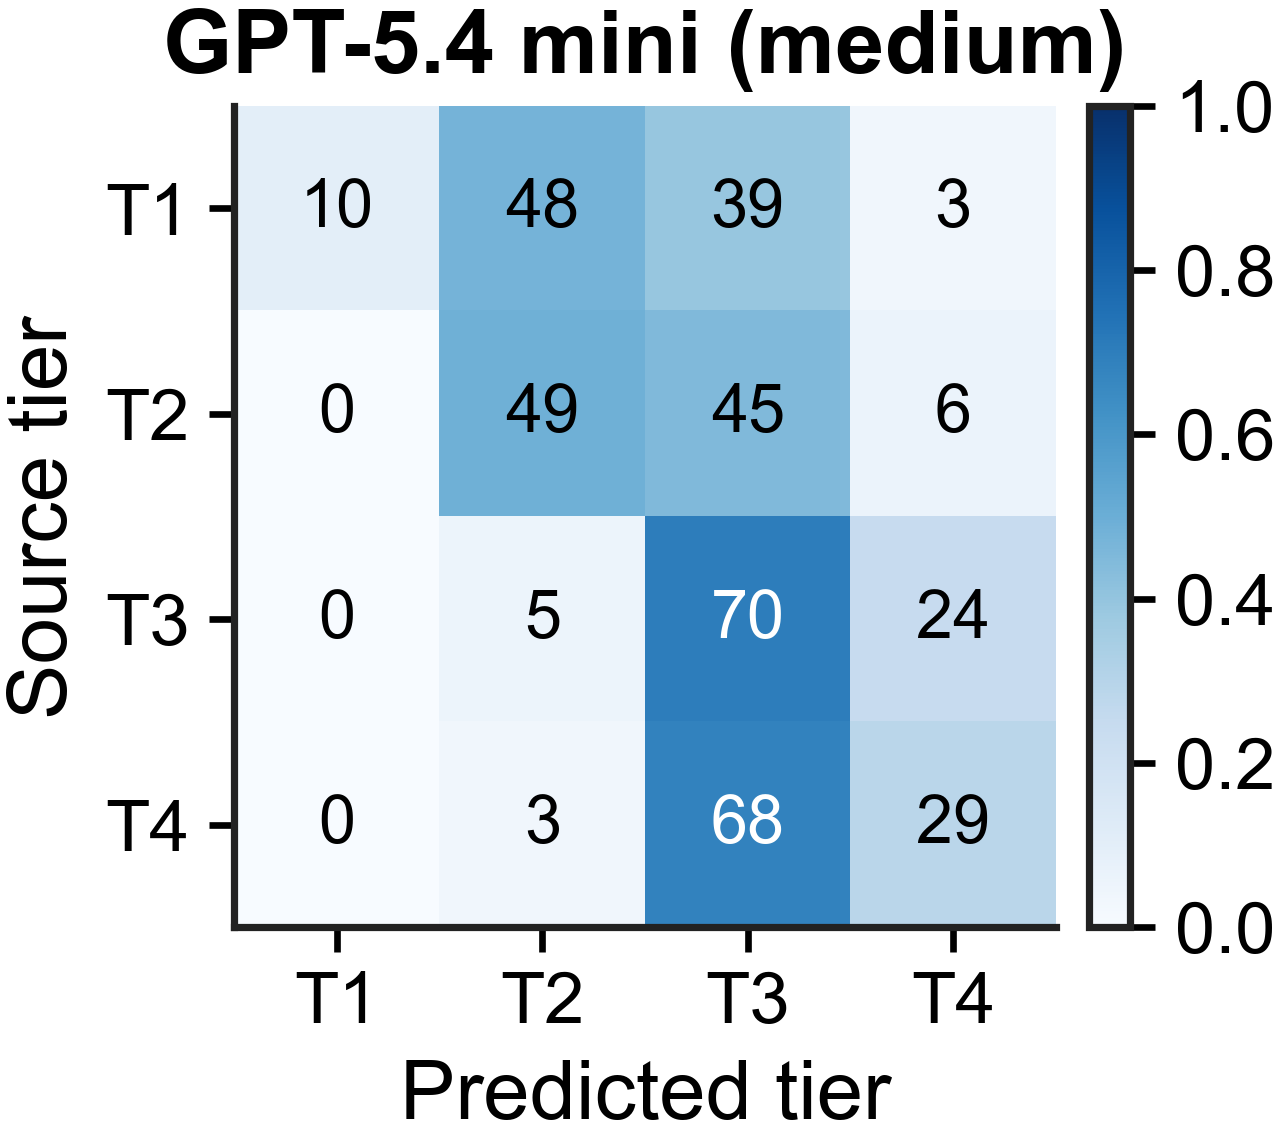 GPT-5.4 mini (medium)
Source tier
T1 10 48 39 3
T2 0 49 45 6
T3 0 5 70 24
T4 0 3 68 29
T1 T2 T3 T4
Predicted tier
1.0
0.8
0.6
0.4
0.2
0.0